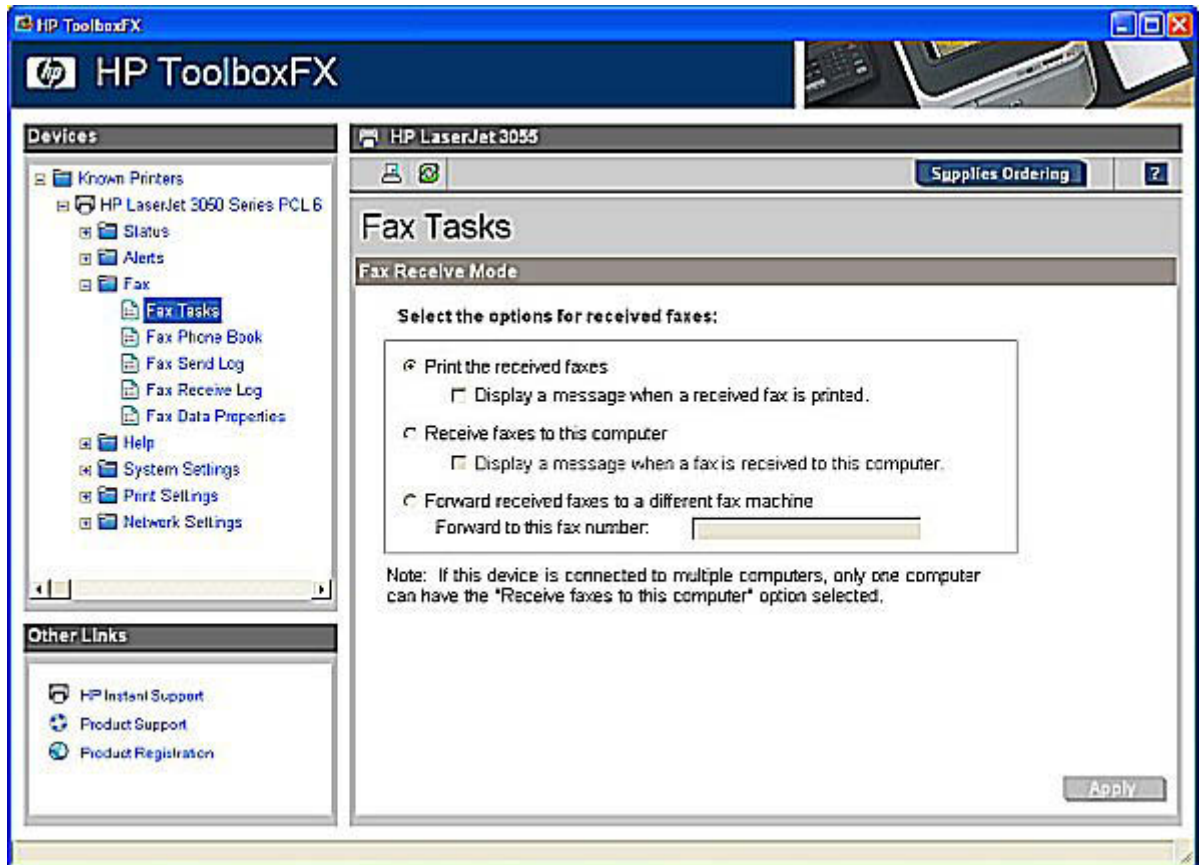 HP ToolboxFX
hp HP ToolboxFX
Devices
Known Printers
HP LaserJet 3050 Series PCL 6
Status
Alerts
Fax
Fax Tasks
Fax Phone Book
Fax Send Log
Fax Receive Log
Fax Data Properties
Help
System Settings
Print Settings
Network Settings
Other Links
HP Instant Support
Product Support
Product Registration
HP LaserJet 3055
Supplies Ordering ?
Fax Tasks
Fax Receive Mode
Select the options for received faxes:
Print the received faxes
Display a message when a received fax is printed.
Receive faxes to this computer
Display a message when a fax is received to this computer.
Forward received faxes to a different fax machine
Forward to this fax number:
Note: If this device is connected to multiple computers, only one computer
can have the "Receive faxes to this computer" option selected.
Apply